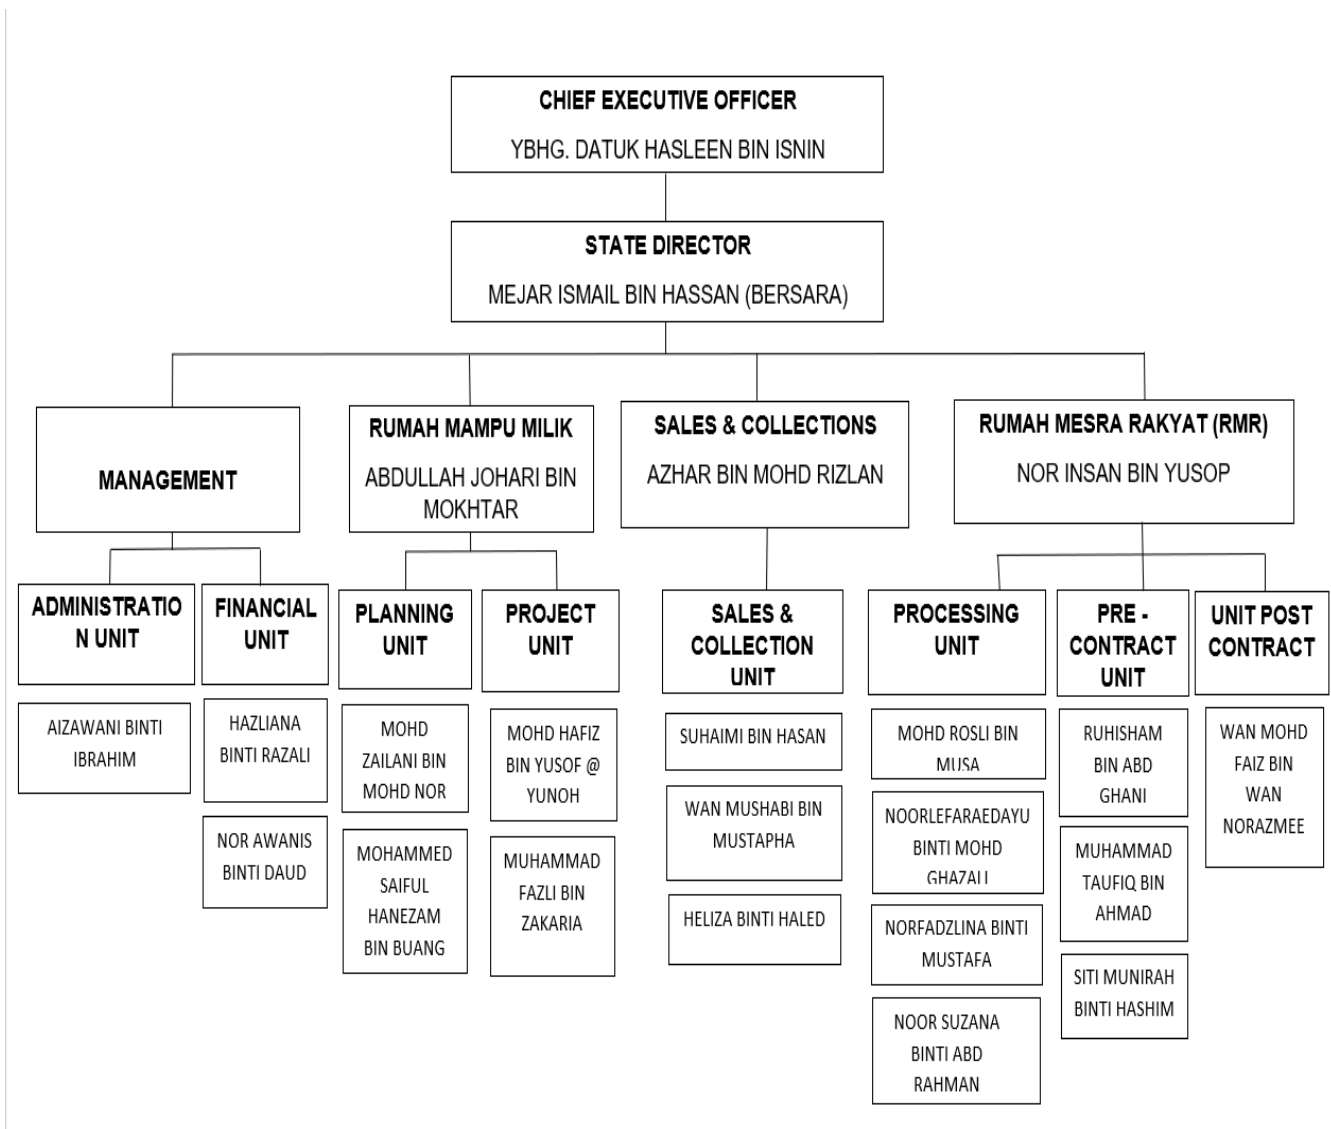 CHIEF EXECUTIVE OFFICER
YBHG. DATUK HASLEEN BIN ISNIN
STATE DIRECTOR
MEJAR ISMAIL BIN HASSAN (BERSARA)
MANAGEMENT
RUMAH MAMPU MILIK
ABDULLAH JOHARI BIN
MOKHTAR
SALES & COLLECTIONS
AZHAR BIN MOHD RIZLAN
RUMAH MESRA RAKYAT (RMR)
NOR INSAN BIN YUSOP
ADMINISTRATIO
N UNIT
FINANCIAL
UNIT
PLANNING
UNIT
PROJECT
UNIT
SALES &
COLLECTION
UNIT
PROCESSING
UNIT
PRE -
CONTRACT
UNIT
UNIT POST
CONTRACT
AIZAWANI BINTI
IBRAHIM
HAZLIANA
BINTI RAZALI
NOR AWANIS
BINTI DAUD
MOHD
ZAILANI BIN
MOHD NOR
MOHAMMED
SAIFUL
HANEZAM
BIN BUANG
MOHD HAFIZ
BIN YUSOF @
YUNOH
MUHAMMAD
FAZLI BIN
ZAKARIA
SUHAIMI BIN HASAN
WAN MUSHABI BIN
MUSTAPHA
HELIZA BINTI HALED
MOHD ROSLI BIN
MUSA
NOORLEFARAEDAYU
BINTI MOHD
GHAZALI
NORFADZLINA BINTI
MUSTAFA
NOOR SUZANA
BINTI ABD
RAHMAN
RUHISHAM
BIN ABD
GHANI
MUHAMMAD
TAUFIQ BIN
AHMAD
SITI MUNIRAH
BINTI HASHIM
WAN MOHD
FAIZ BIN
WAN
NORAZMEE